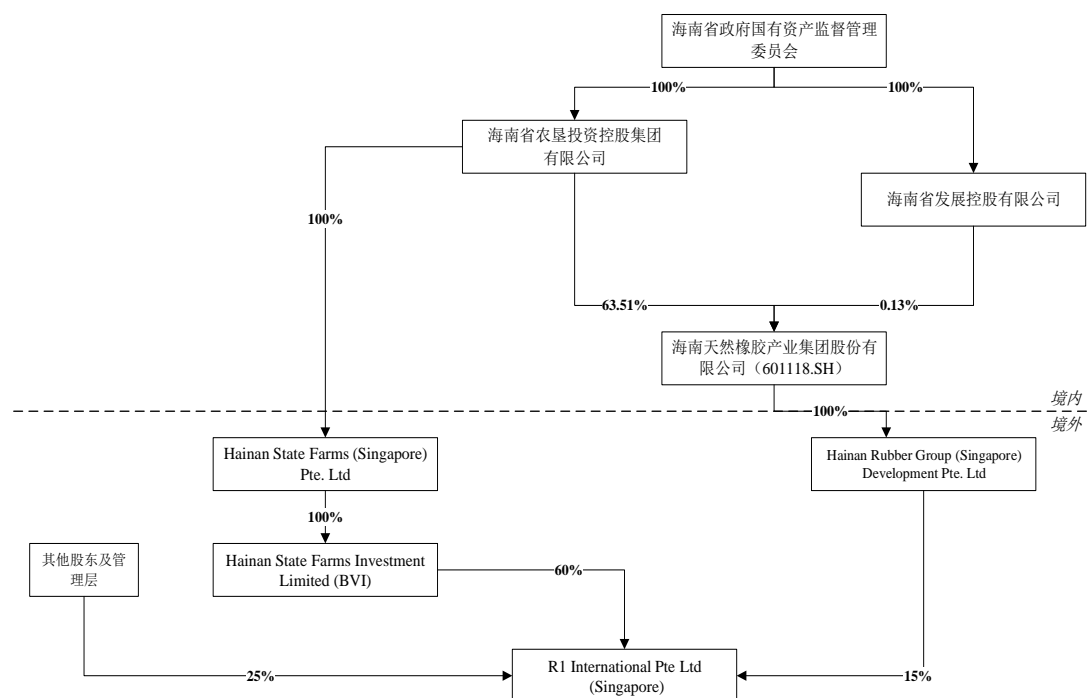 海南省政府国有资产监督管理
委员会
100%
100%
海南省农垦投资控股集团
有限公司
海南省发展控股有限公司
100%
63.51%
0.13%
海南天然橡胶产业集团股份有
限公司（601118.SH）
境内
100%
境外
Hainan State Farms (Singapore)
Pte. Ltd
Hainan Rubber Group (Singapore)
Development Pte. Ltd
100%
其他股东及管
理层
Hainan State Farms Investment
Limited (BVI)
60%
R1 International Pte Ltd
(Singapore)
25%
15%